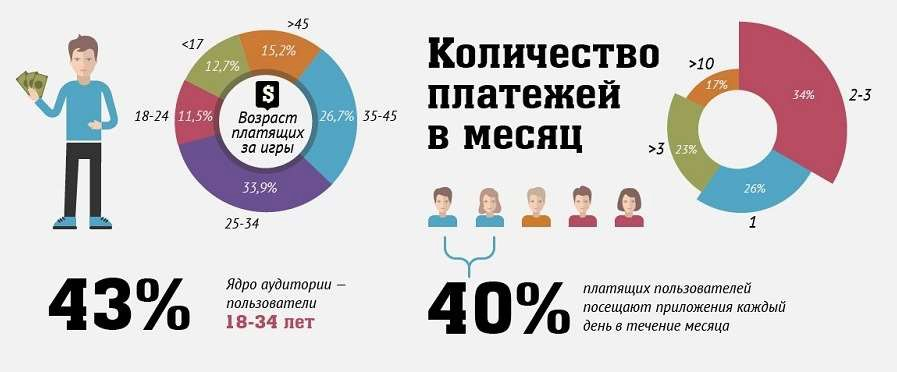 >45
<17
15,2%
12,7%
$
Возраст
платящих
за игры
18-24
11,5%
26,7%
35-45
33,9%
25-34
43%
Ядро аудитории —
пользователи
18-34 лет
Количество
платежей
в месяц
>10
17%
34%
2-3
>3
23%
26%
1
40%
платящих пользователей
посещают приложения каждый
день в течение месяца